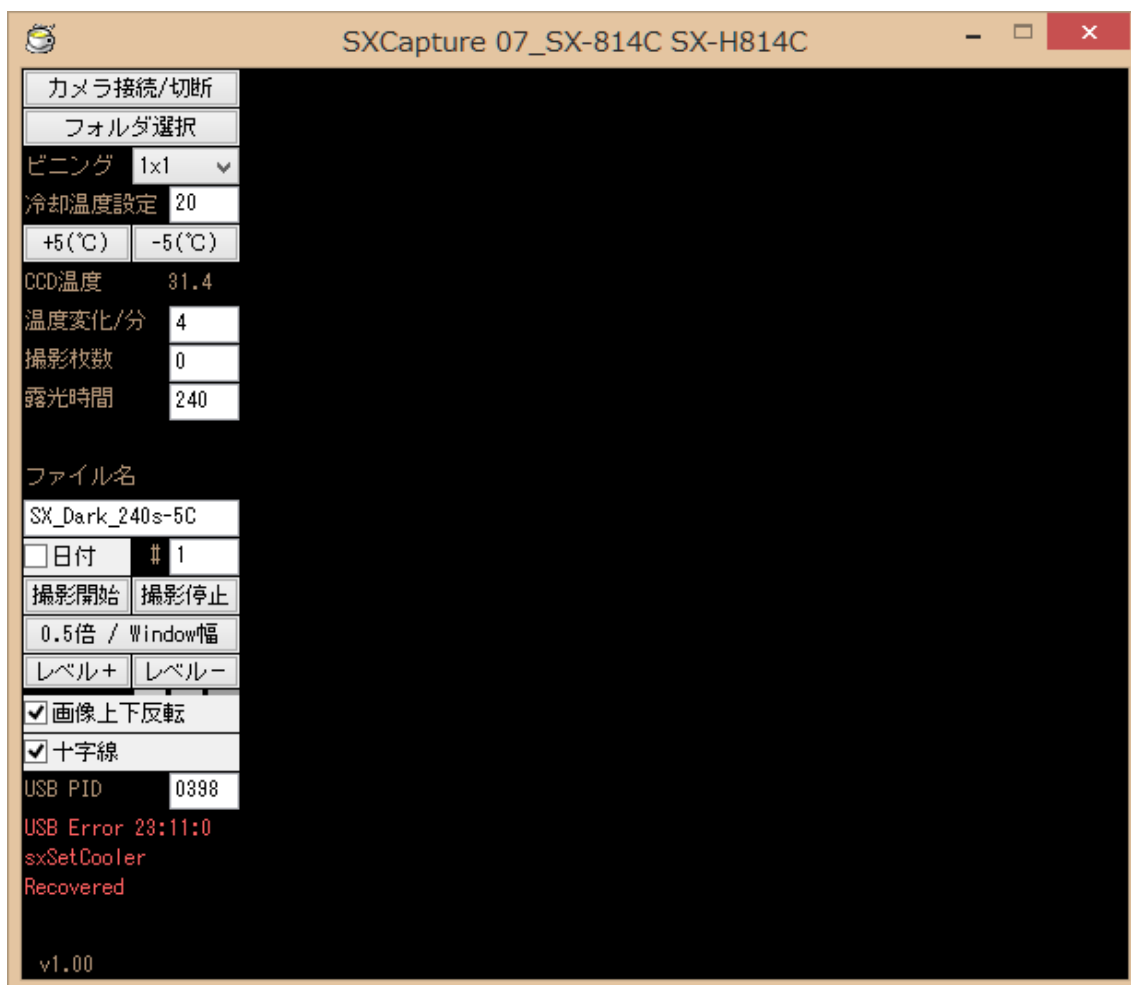 SXCapture 07_SX-814C SX-H814C
カメラ接続/切断
フォルダ選択
ビニング 1x1
冷却温度設定 20
+5(℃) -5(℃)
CCD温度 31.4
温度変化/分 4
撮影枚数 0
露光時間 240
ファイル名
SX_Dark_240s-5C
日付 # 1
撮影開始 撮影停止
0.5倍 / Window幅
レベル+ レベル-
画像上下反転
十字線
USB PID 0398
USB Error 23:11:0
sxSetCooler
Recovered
v1.00